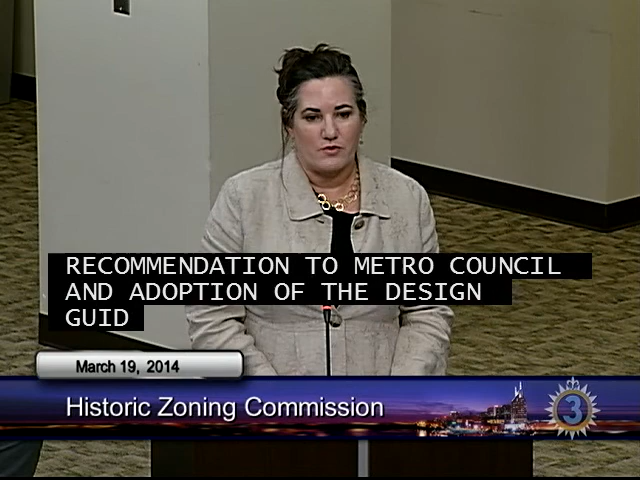 RECOMMENDATION TO METRO COUNCIL
AND ADOPTION OF THE DESIGN
GUID
March 19, 2014
Historic Zoning Commission
3